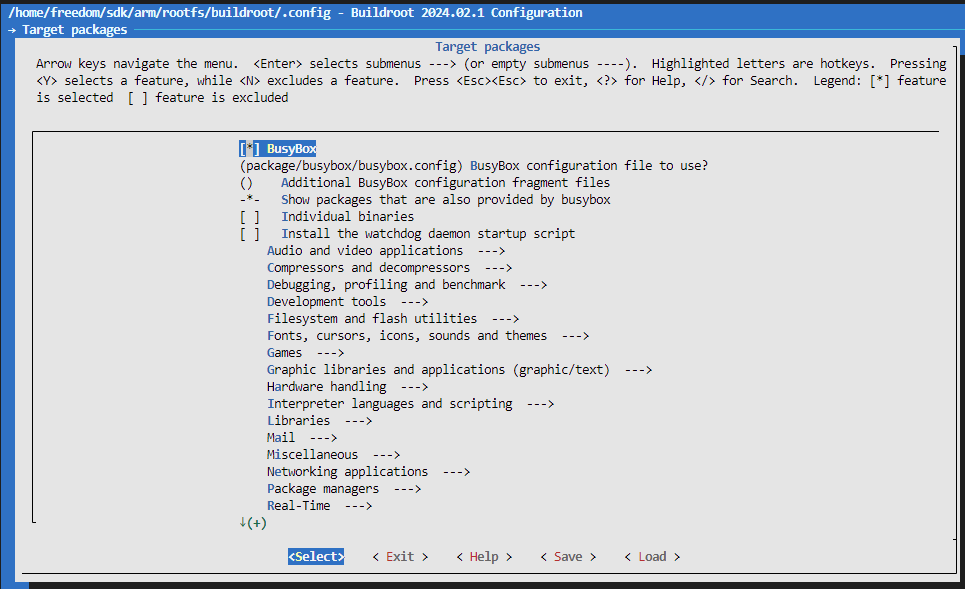 /home/freedom/sdk/arm/rootfs/buildroot/.config - Buildroot 2024.02.1 Configuration
→ Target packages
Target packages
Arrow keys navigate the menu.  <Enter> selects submenus ---> (or empty submenus ----).  Highlighted letters are hotkeys.  Pressing
<Y> selects a feature, while <N> excludes a feature.  Press <Esc><Esc> to exit, <?> for Help, </> for Search.  Legend: [*] feature
is selected  [ ] feature is excluded
[*] BusyBox
(package/busybox/busybox.config) BusyBox configuration file to use?
()    Additional BusyBox configuration fragment files
-*-   Show packages that are also provided by busybox
[ ]   Individual binaries
[ ]   Install the watchdog daemon startup script
Audio and video applications  --->
Compressors and decompressors  --->
Debugging, profiling and benchmark  --->
Development tools  --->
Filesystem and flash utilities  --->
Fonts, cursors, icons, sounds and themes  --->
Games  --->
Graphic libraries and applications (graphic/text)  --->
Hardware handling  --->
Interpreter languages and scripting  --->
Libraries  --->
Mail  --->
Miscellaneous  --->
Networking applications  --->
Package managers  --->
Real-Time  --->
↓(+)
<Select>    < Exit >    < Help >    < Save >    < Load >